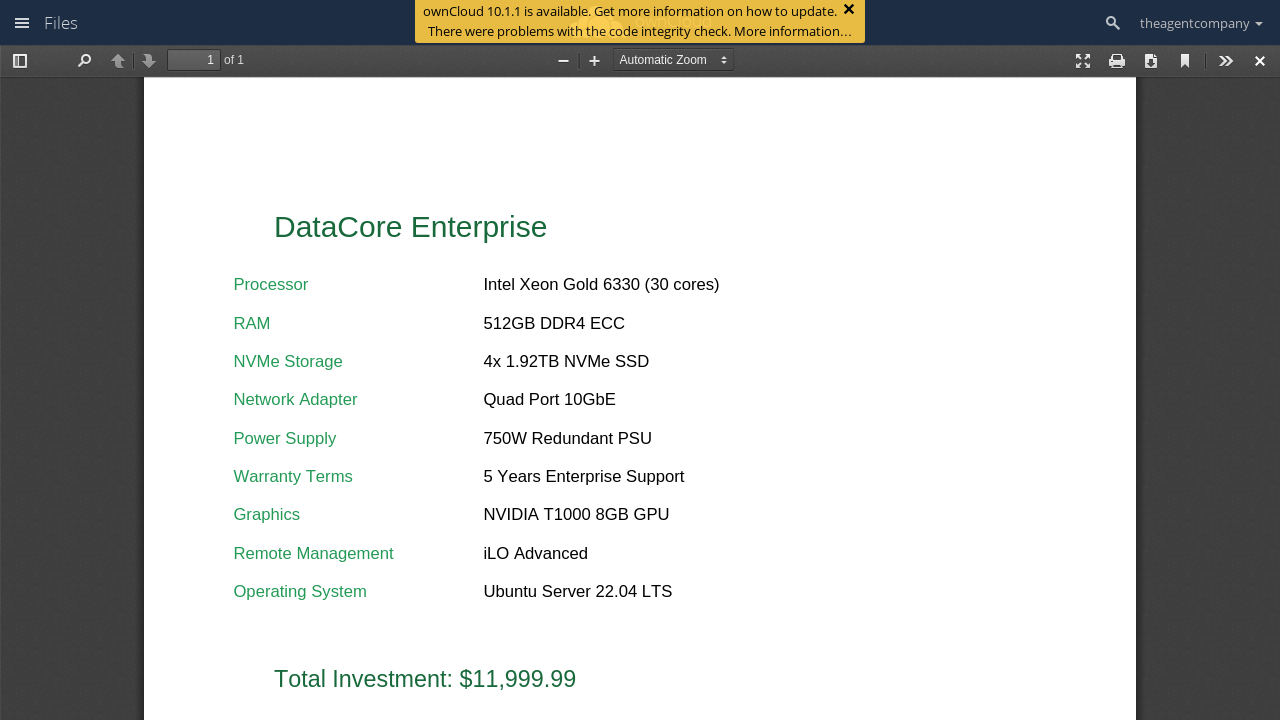 Files
ownCloud 10.1.1 is available. Get more information on how to update.
There were problems with the code integrity check. More information…
theagentcompany
1 of 1
Automatic Zoom
DataCore Enterprise
Processor Intel Xeon Gold 6330 (30 cores)
RAM 512GB DDR4 ECC
NVMe Storage 4x 1.92TB NVMe SSD
Network Adapter Quad Port 10GbE
Power Supply 750W Redundant PSU
Warranty Terms 5 Years Enterprise Support
Graphics NVIDIA T1000 8GB GPU
Remote Management iLO Advanced
Operating System Ubuntu Server 22.04 LTS
Total Investment: $11,999.99